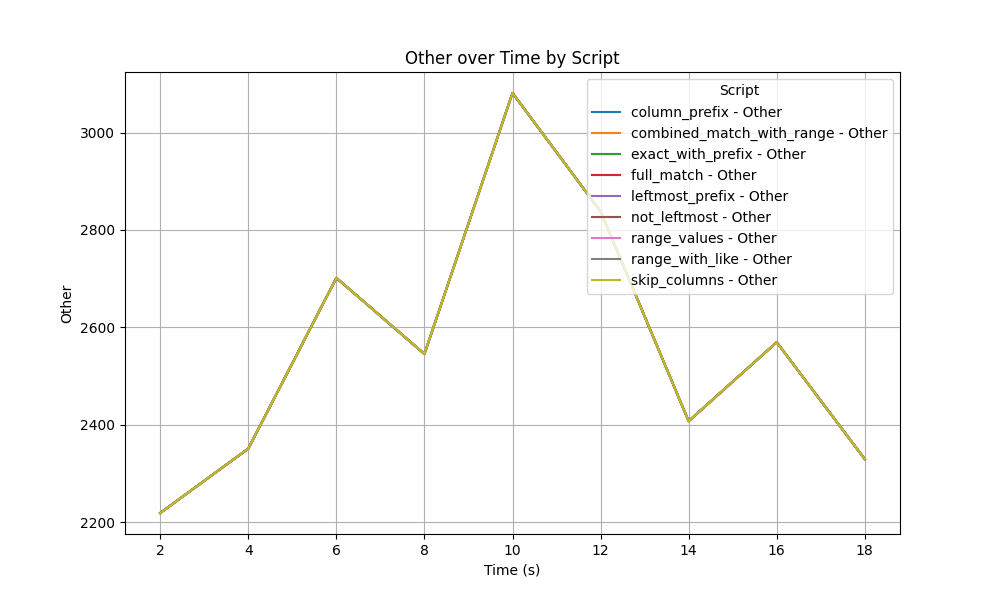 Other over Time by Script
Script
column_prefix - Other
combined_match_with_range - Other
exact_with_prefix - Other
full_match - Other
leftmost_prefix - Other
not_leftmost - Other
range_values - Other
range_with_like - Other
skip_columns - Other
Other
3000
2800
2600
2400
2200
2 4 6 8 10 12 14 16 18
Time (s)